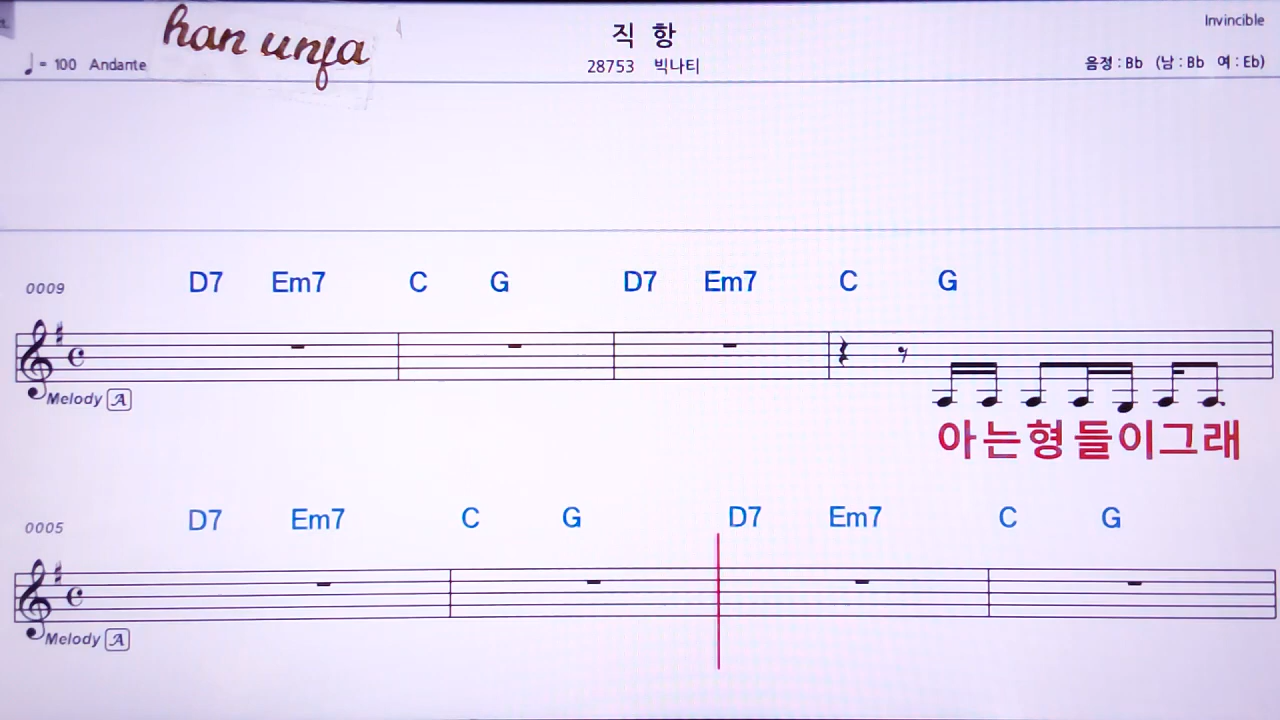 han unfa
직 항
Invincible
♩ = 100 Andante
28753 빅나티
음정 : Bb (남 : Bb 여 : Eb)
0009 D7 Em7 C G D7 Em7 C G
Melody A
아는형들이그래
0005 D7 Em7 C G D7 Em7 C G
Melody A